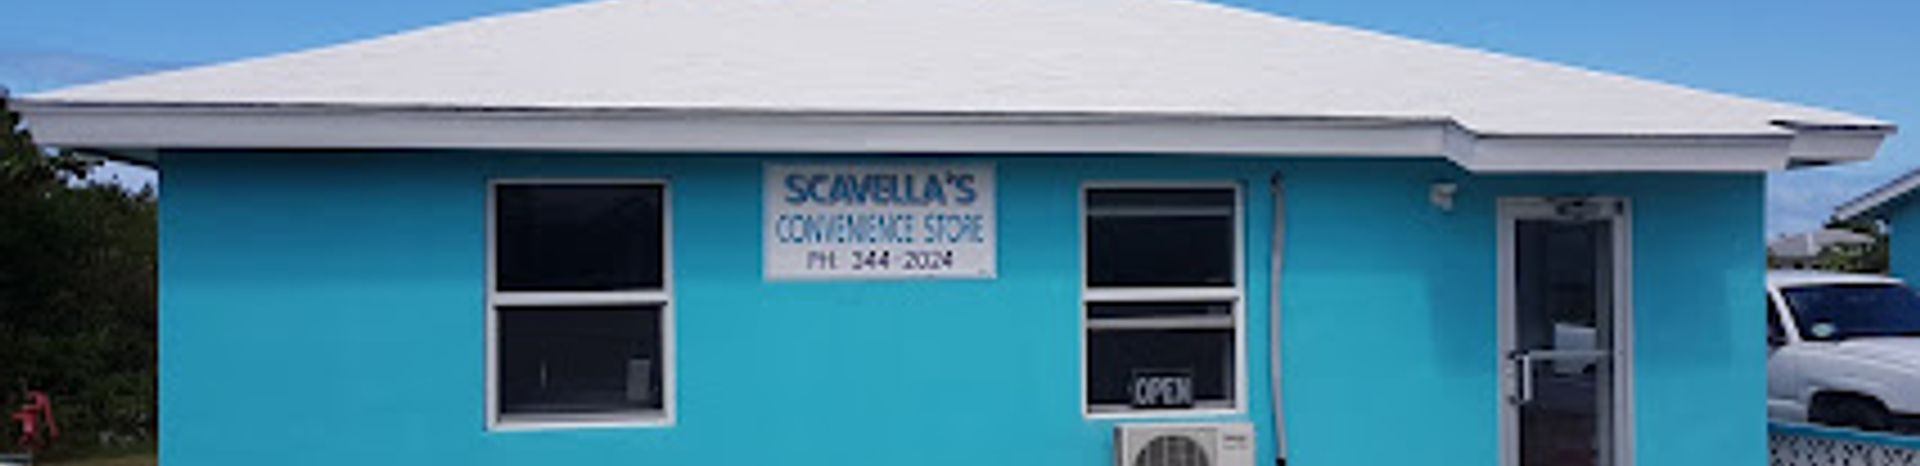 SCAVELLA'S
CONVENIENCE STORE
PH: 344-2024
OPEN